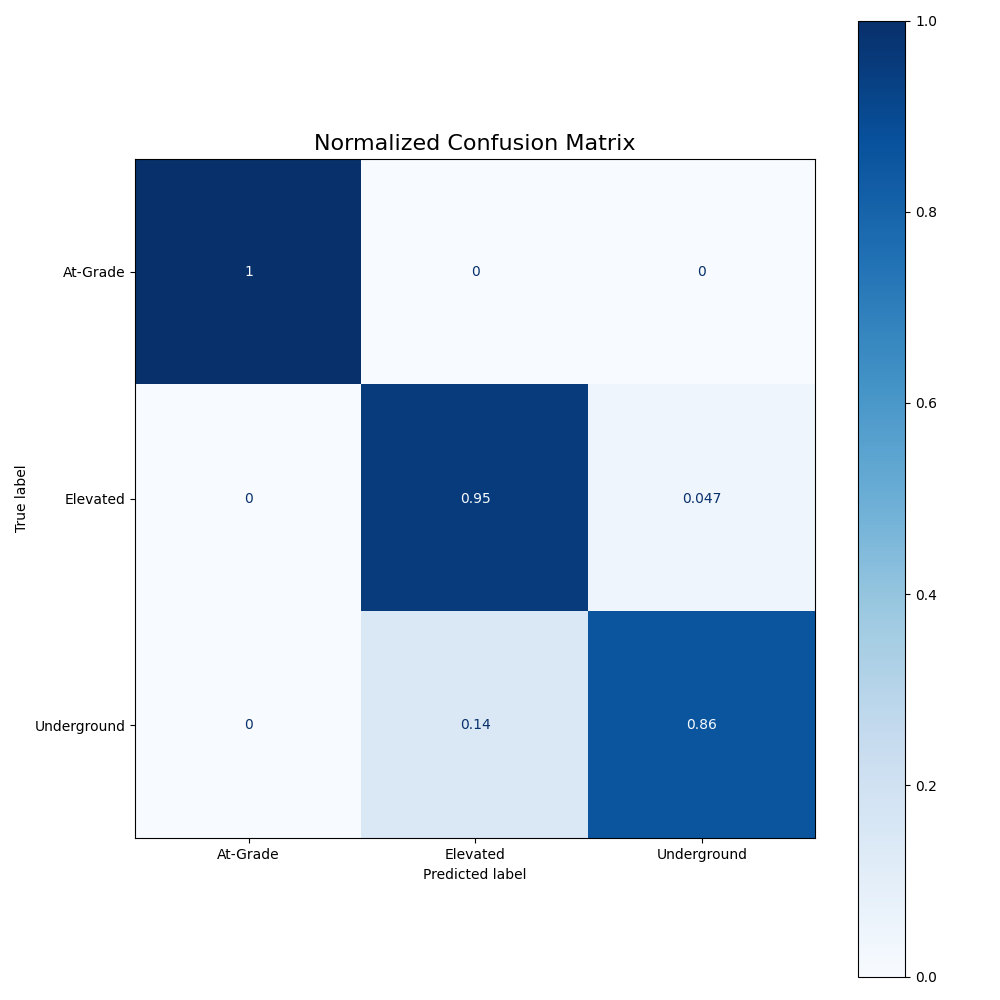 Normalized Confusion Matrix
At-Grade 1 0 0
Elevated 0 0.95 0.047
Underground 0 0.14 0.86
At-Grade Elevated Underground
Predicted label
True label
1.0
0.8
0.6
0.4
0.2
0.0